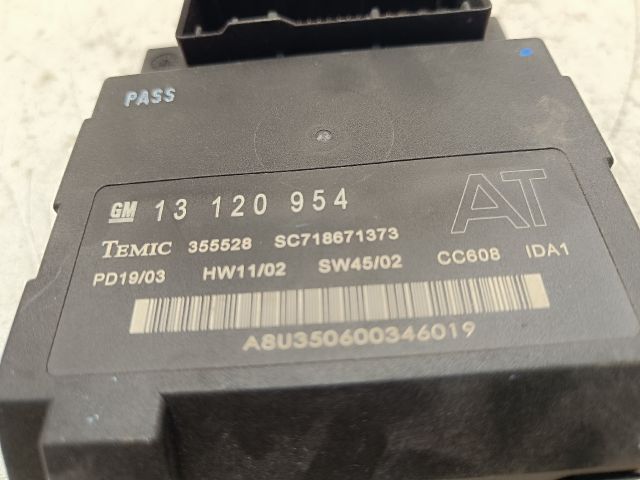 PASS
GM 13 120 954 AT
TEMIC 355528 SC718671373
PD19/03 HW11/02 SW45/02 CC608 IDA1
A8U350600346019